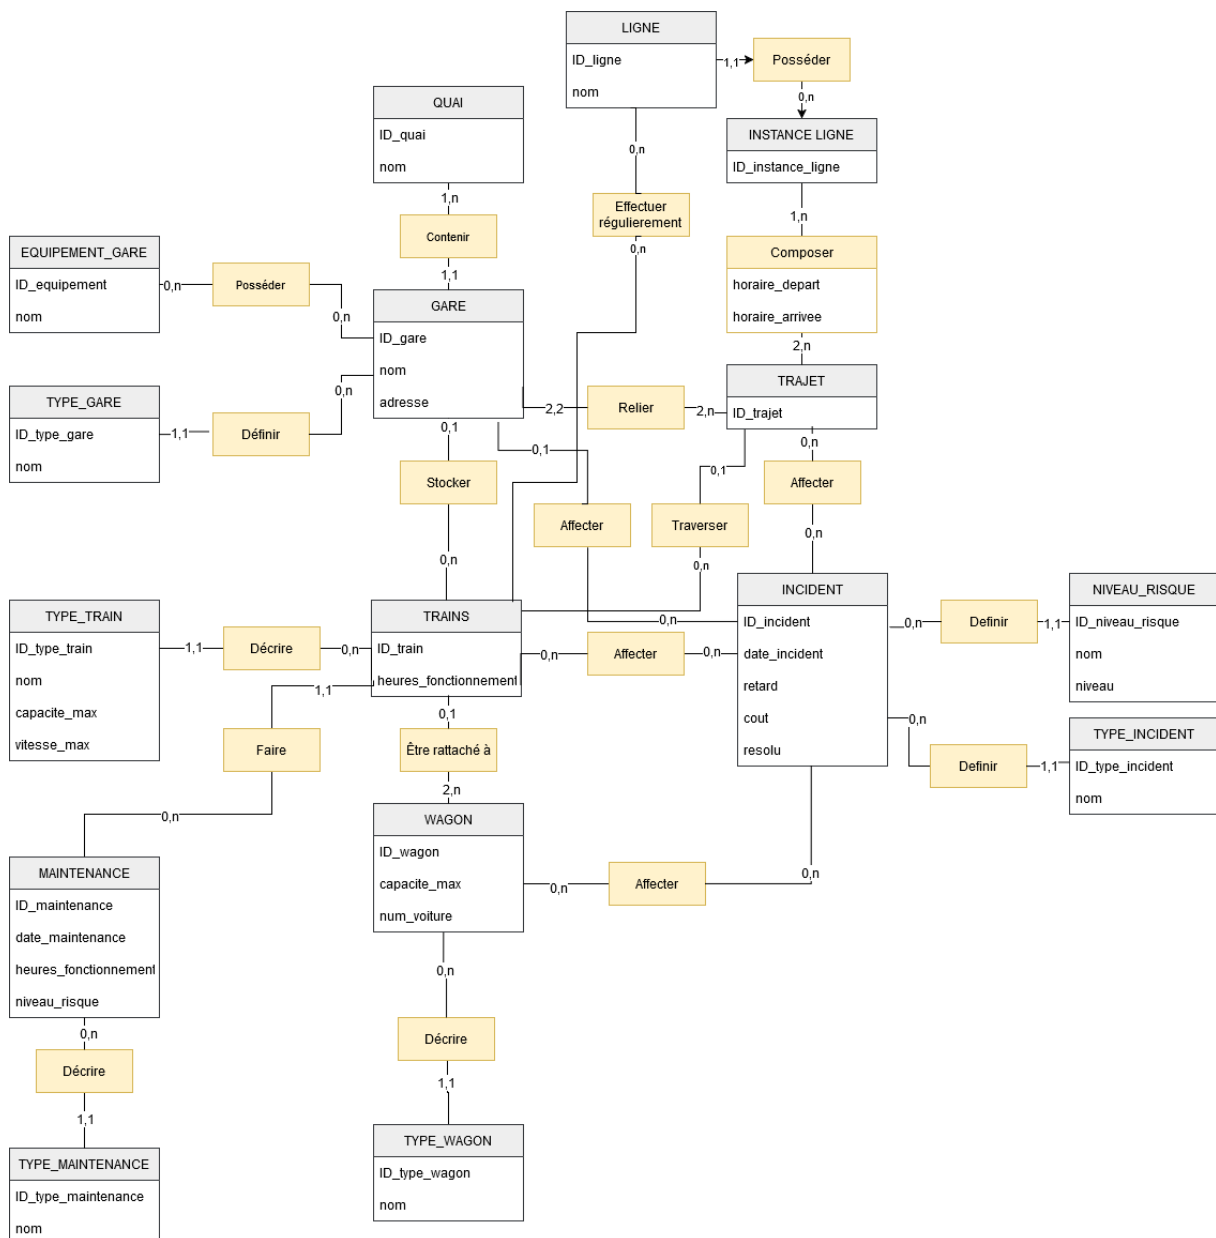 LIGNE
ID_ligne
nom
1,1
Posséder
0,n
INSTANCE LIGNE
ID_instance_ligne
QUAI
ID_quai
nom
0,n
1,n
Effectuer
régulierement
0,n
1,n
Contenir
1,1
Composer
horaire_depart
horaire_arrivee
2,n
EQUIPEMENT_GARE
ID_equipement
nom
0,n
Posséder
0,n
GARE
ID_gare
nom
adresse
TYPE_GARE
ID_type_gare
nom
1,1
Définir
0,n
2,2
Relier
2,n
TRAJET
ID_trajet
0,1
Stocker
0,n
0,1
Affecter
0,n
0,1
Traverser
0,n
0,n
Affecter
0,n
TYPE_TRAIN
ID_type_train
nom
capacite_max
vitesse_max
1,1
Décrire
0,n
TRAINS
ID_train
heures_fonctionnement
0,n
Affecter
0,n
INCIDENT
ID_incident
date_incident
retard
cout
resolu
0,n
Definir
1,1
NIVEAU_RISQUE
ID_niveau_risque
nom
niveau
0,n
Definir
1,1
TYPE_INCIDENT
ID_type_incident
nom
1,1
Faire
0,n
0,1
Être rattaché à
2,n
WAGON
ID_wagon
capacite_max
num_voiture
0,n
Affecter
0,n
MAINTENANCE
ID_maintenance
date_maintenance
heures_fonctionnement
niveau_risque
0,n
Décrire
1,1
TYPE_MAINTENANCE
ID_type_maintenance
nom
0,n
Décrire
1,1
TYPE_WAGON
ID_type_wagon
nom